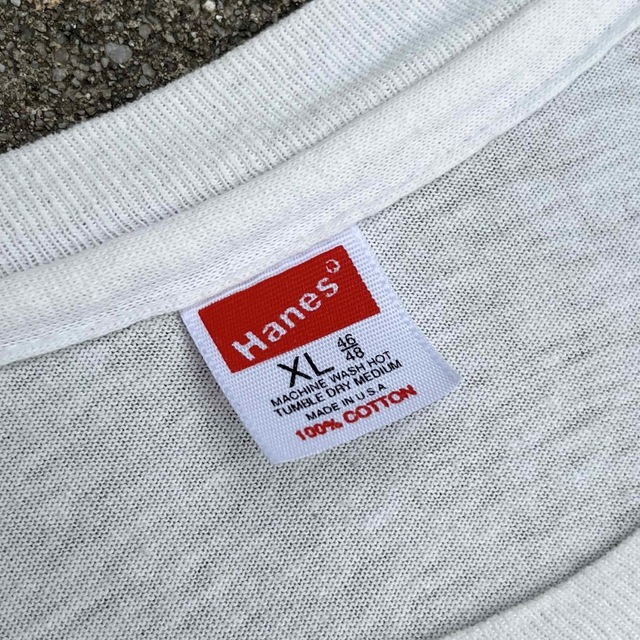 Hanes®
XL 46/48
MACHINE WASH HOT
TUMBLE DRY MEDIUM
MADE IN U.S.A
100% COTTON